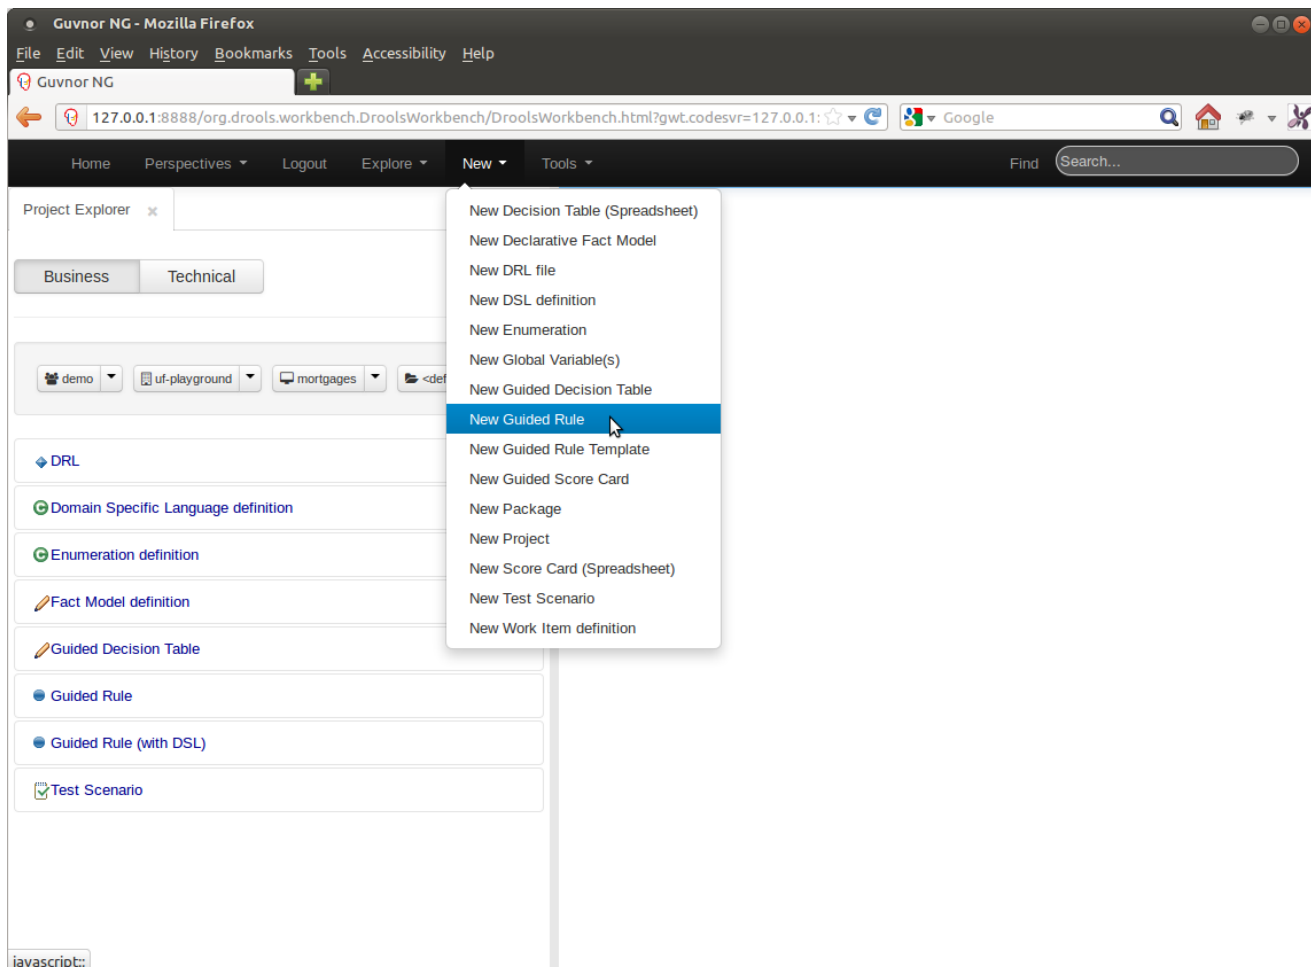 Guvnor NG - Mozilla Firefox
File Edit View History Bookmarks Tools Accessibility Help
Guvnor NG
127.0.0.1:8888/org.drools.workbench.DroolsWorkbench/DroolsWorkbench.html?gwt.codesvr=127.0.0.1:
Google
Home Perspectives Logout Explore New Tools Find Search...
Project Explorer
Business Technical
demo uf-playground mortgages <def
DRL
Domain Specific Language definition
Enumeration definition
Fact Model definition
Guided Decision Table
Guided Rule
Guided Rule (with DSL)
Test Scenario
New Decision Table (Spreadsheet)
New Declarative Fact Model
New DRL file
New DSL definition
New Enumeration
New Global Variable(s)
New Guided Decision Table
New Guided Rule
New Guided Rule Template
New Guided Score Card
New Package
New Project
New Score Card (Spreadsheet)
New Test Scenario
New Work Item definition
javascript:;